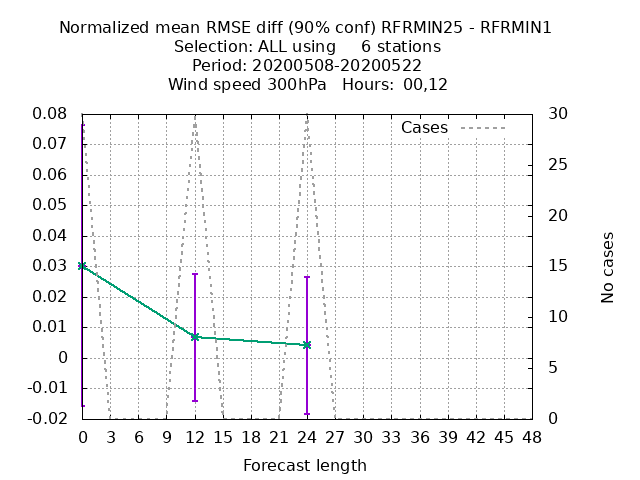 Normalized mean RMSE diff (90% conf) RFRMIN25 - RFRMIN1
Selection: ALL using     6 stations
Period: 20200508-20200522
Wind speed 300hPa   Hours:  00,12
Cases
0.08
0.07
0.06
0.05
0.04
0.03
0.02
0.01
0
-0.01
-0.02
30
25
20
15
10
5
0
No cases
0 3 6 9 12 15 18 21 24 27 30 33 36 39 42 45 48
Forecast length